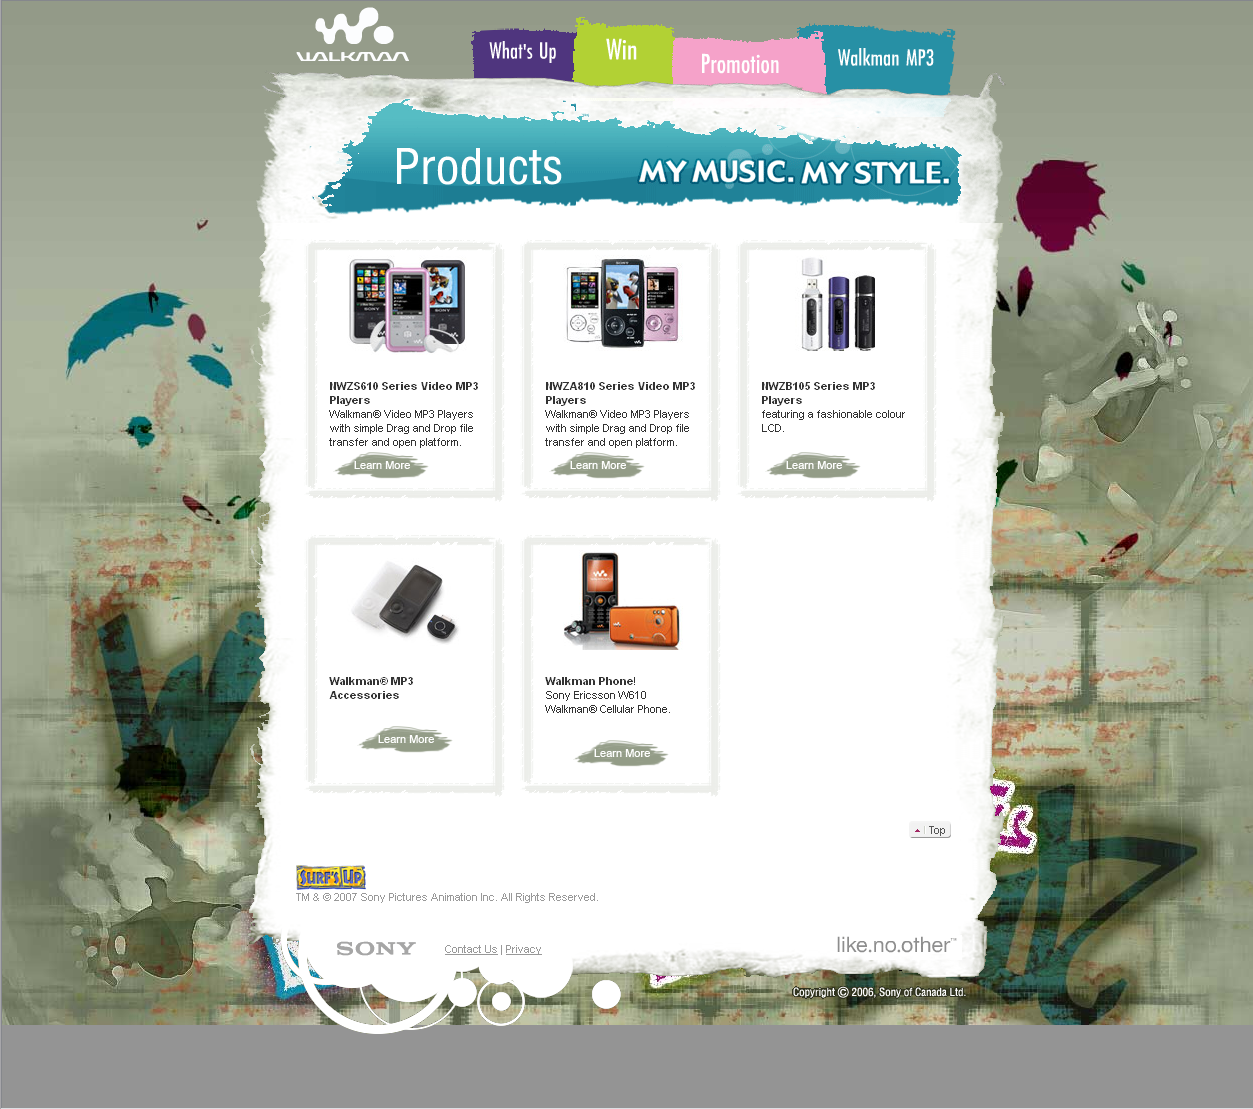 WALKMAN
What's Up
Win
Promotion
Walkman MP3
Products
MY MUSIC. MY STYLE.
NWZS610 Series Video MP3
Players
Walkman® Video MP3 Players
with simple Drag and Drop file
transfer and open platform.
Learn More
NWZA810 Series Video MP3
Players
Walkman® Video MP3 Players
with simple Drag and Drop file
transfer and open platform.
Learn More
NWZB105 Series MP3
Players
featuring a fashionable colour
LCD.
Learn More
Walkman® MP3
Accessories
Learn More
Walkman Phone!
Sony Ericsson W610
Walkman® Cellular Phone.
Learn More
Top
SURF'S UP
TM & © 2007 Sony Pictures Animation Inc. All Rights Reserved.
SONY
Contact Us | Privacy
like.no.other™
Copyright © 2006, Sony of Canada Ltd.